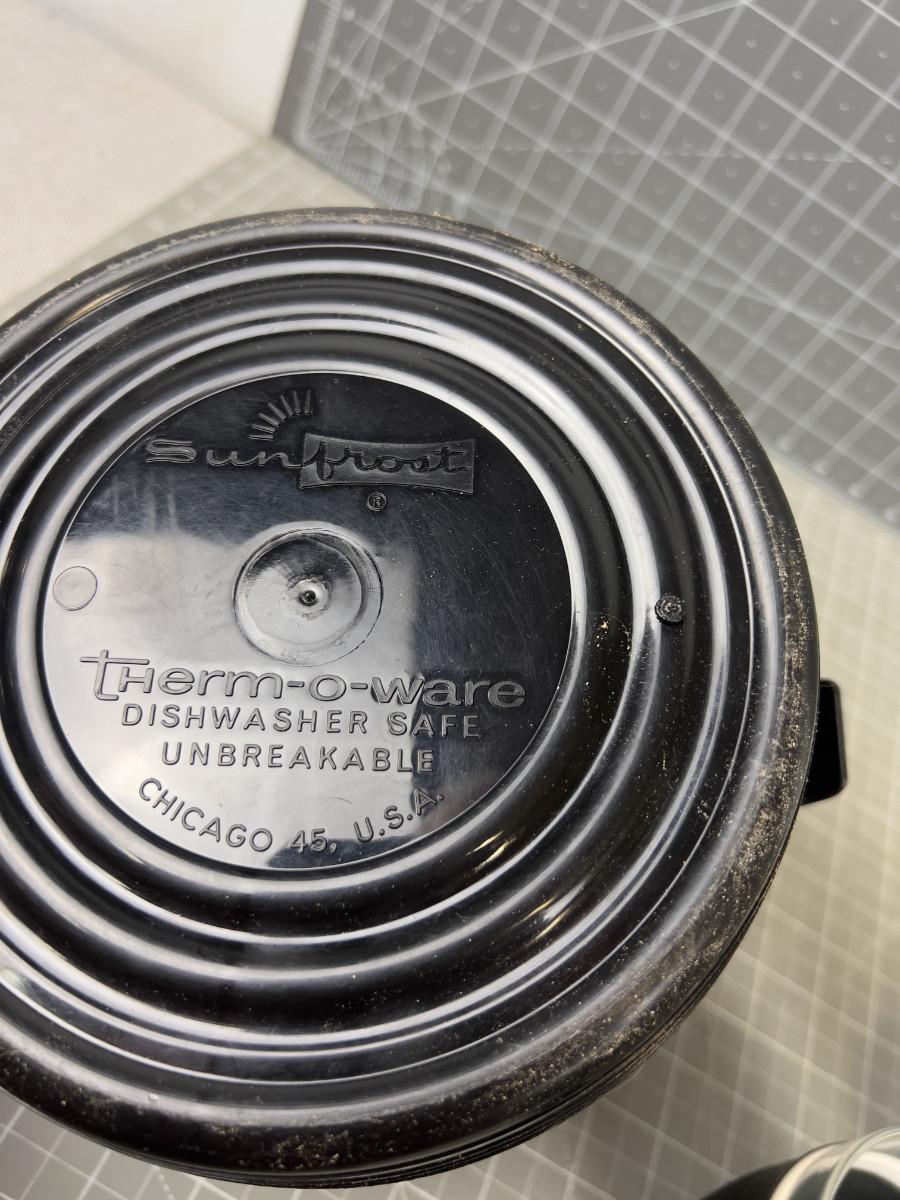 Sunfrost
®
THerm-o-ware
DISHWASHER SAFE
UNBREAKABLE
CHICAGO 45, U.S.A.